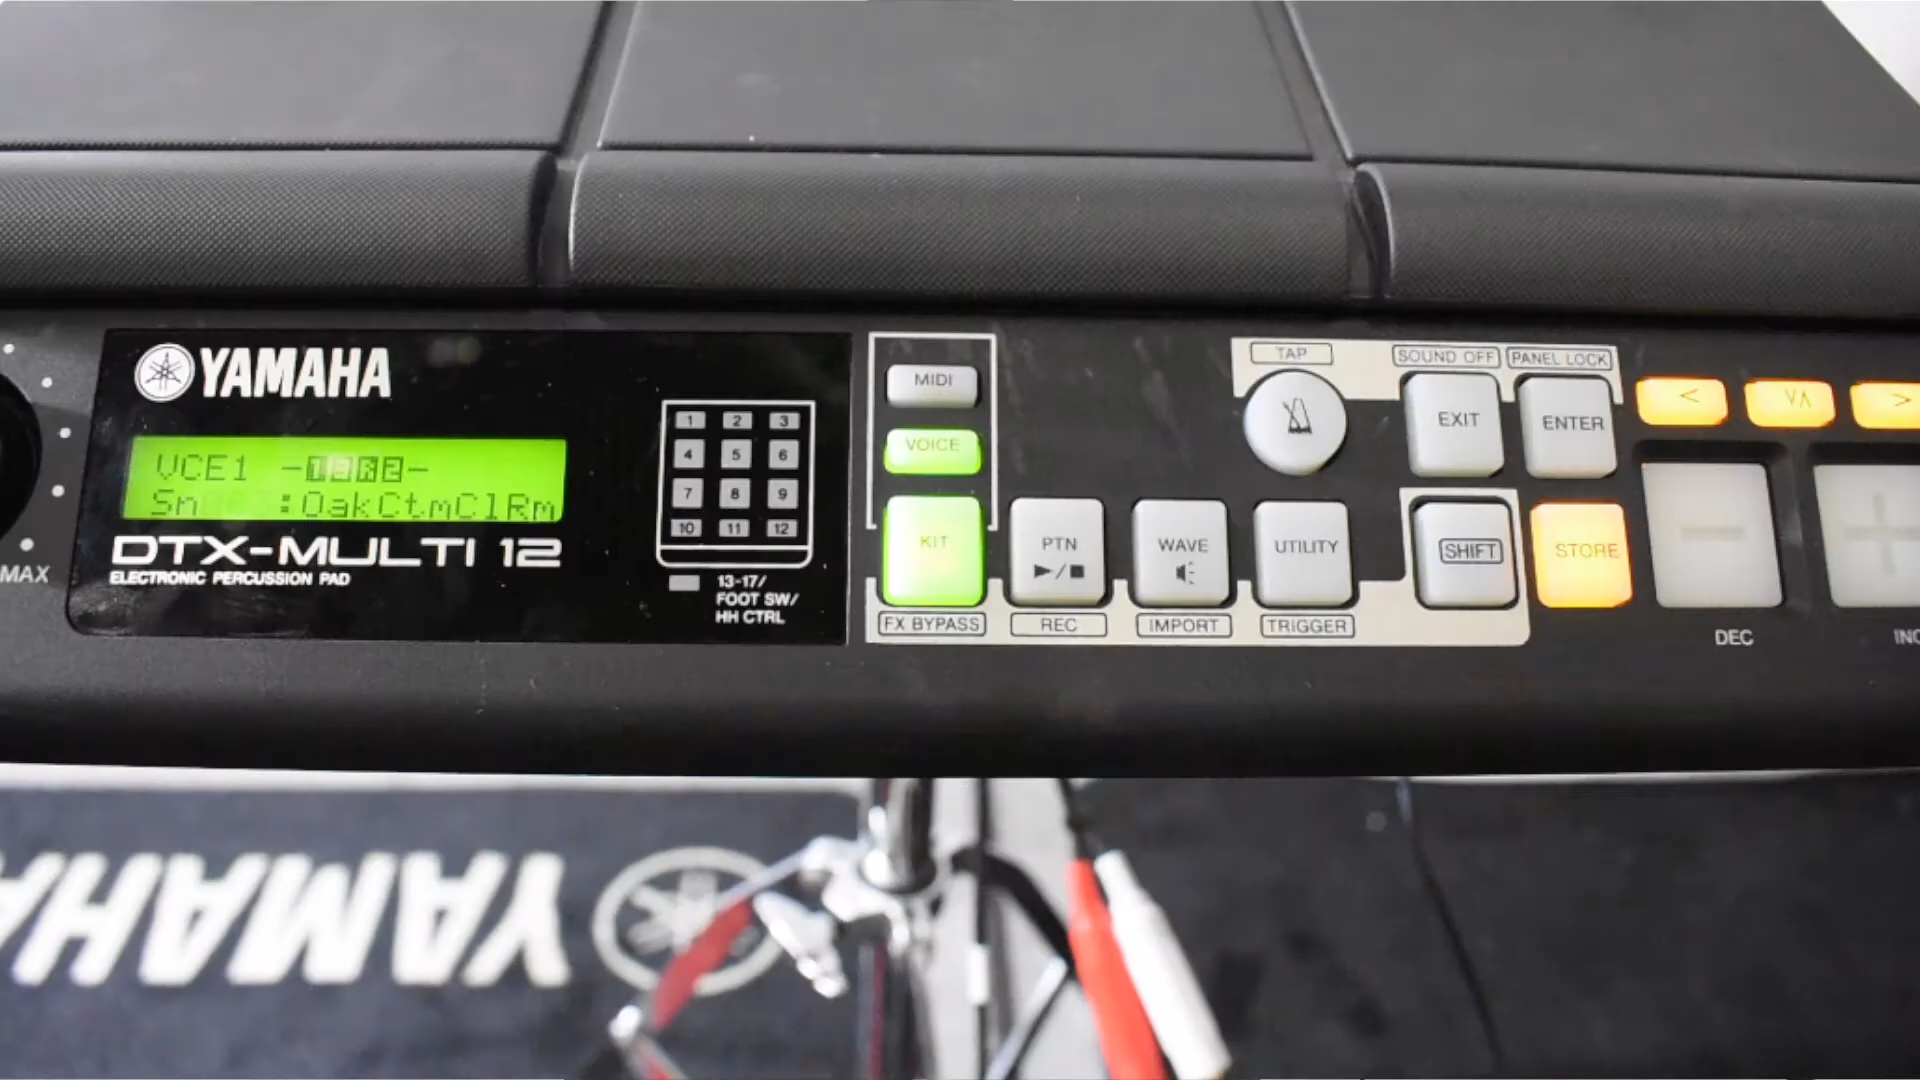 YAMAHA
VCE1 -13R2-
Sn :OakCtmClRm
DTX-MULTI 12
ELECTRONIC PERCUSSION PAD
MAX
1 2 3
4 5 6
7 8 9
10 11 12
13-17/
FOOT SW/
HH CTRL
MIDI
VOICE
KIT
FX BYPASS
PTN
▶/■
REC
WAVE
IMPORT
UTILITY
TRIGGER
TAP
SOUND OFF
PANEL LOCK
EXIT
ENTER
SHIFT
STORE
< ∨∧ >
− +
DEC
INC
YAMAHA